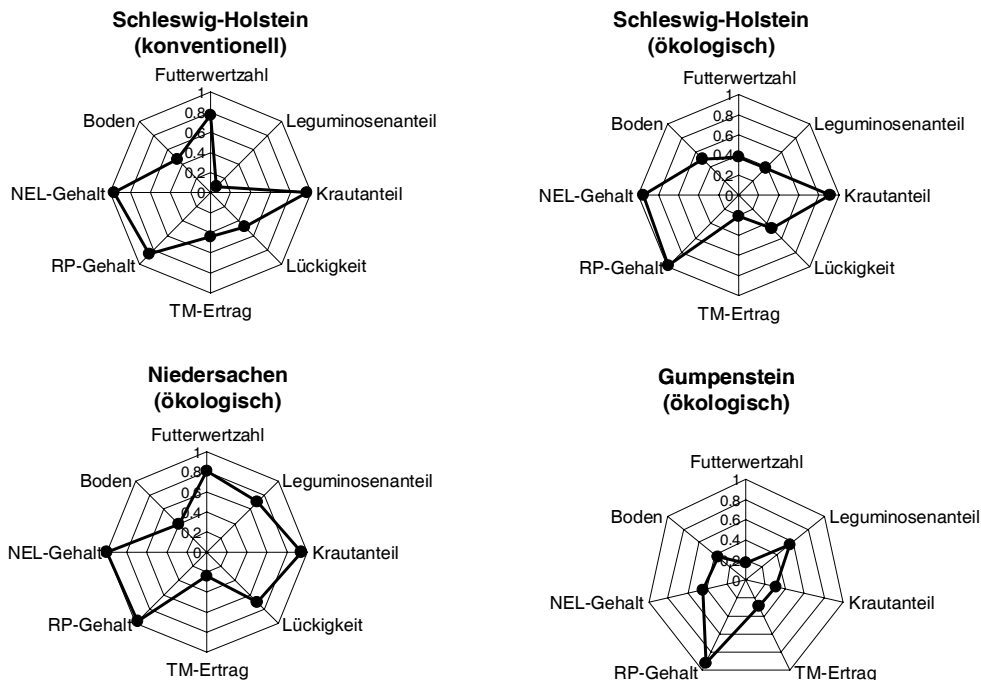 Schleswig-Holstein
(konventionell)
Futterwertzahl
1
0.8
0.6
0.4
0.2
0
Boden
Leguminosenanteil
NEL-Gehalt
Krautanteil
RP-Gehalt
Lückigkeit
TM-Ertrag
Schleswig-Holstein
(ökologisch)
Futterwertzahl
1
0.8
0.6
0.4
0.2
0
Boden
Leguminosenanteil
NEL-Gehalt
Krautanteil
RP-Gehalt
Lückigkeit
TM-Ertrag
Niedersachen
(ökologisch)
Futterwertzahl
1
0.8
0.6
0.4
0.2
0
Boden
Leguminosenanteil
NEL-Gehalt
Krautanteil
RP-Gehalt
Lückigkeit
TM-Ertrag
Gumpenstein
(ökologisch)
Futterwertzahl
1
0.8
0.6
0.4
0.2
0
Boden
Leguminosenanteil
NEL-Gehalt
Krautanteil
RP-Gehalt
TM-Ertrag